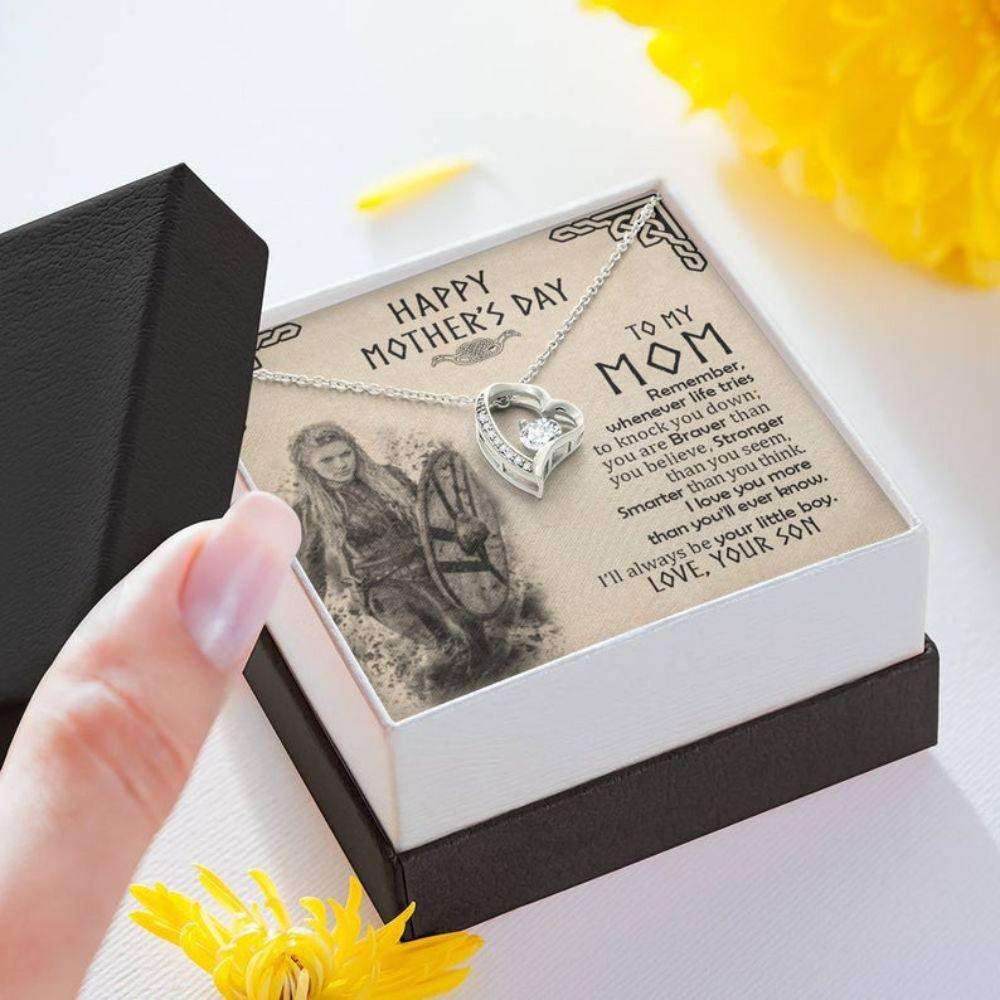 HAPPY
MOTHER'S DAY
TO MY
MOM
Remember,
whenever life tries
to knock you down;
you are Braver than
you believe, Stronger
than you seem,
Smarter than you think.
I love you more
than you'll ever know.
I'll always be your little boy.
LOVE, YOUR SON